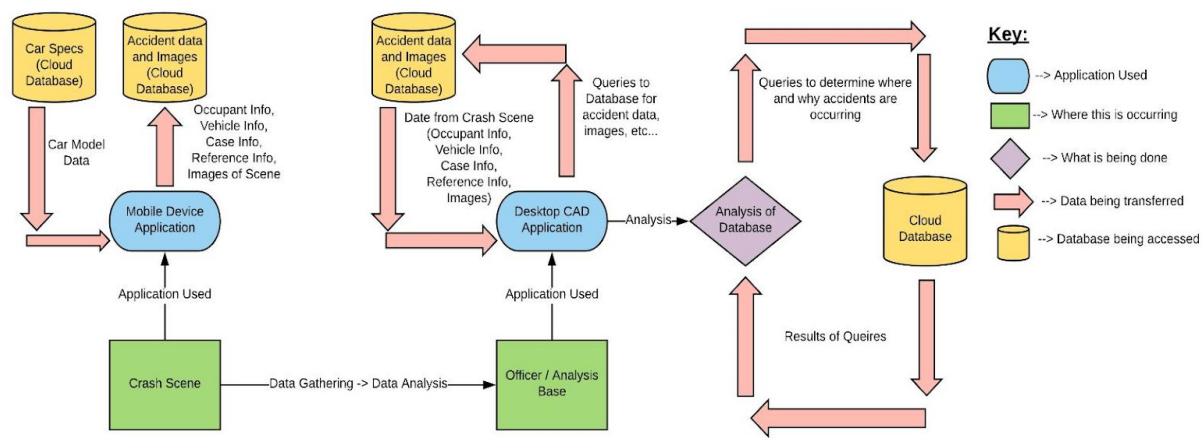 Car Specs
(Cloud
Database)
Accident data
and Images
(Cloud
Database)
Car Model
Data
Occupant Info,
Vehicle Info,
Case Info,
Reference Info,
Images of Scene
Mobile Device
Application
Application Used
Crash Scene
Data Gathering -> Data Analysis
Accident data
and Images
(Cloud
Database)
Queries to
Database for
accident data,
images, etc...
Date from Crash Scene
(Occupant Info,
Vehicle Info,
Case Info,
Reference Info,
Images)
Desktop CAD
Application
Application Used
Officer / Analysis
Base
Analysis
Analysis of
Database
Queries to determine where
and why accidents are
occurring
Cloud
Database
Results of Queires
Key:
--> Application Used
--> Where this is occurring
--> What is being done
--> Data being transferred
--> Database being accessed